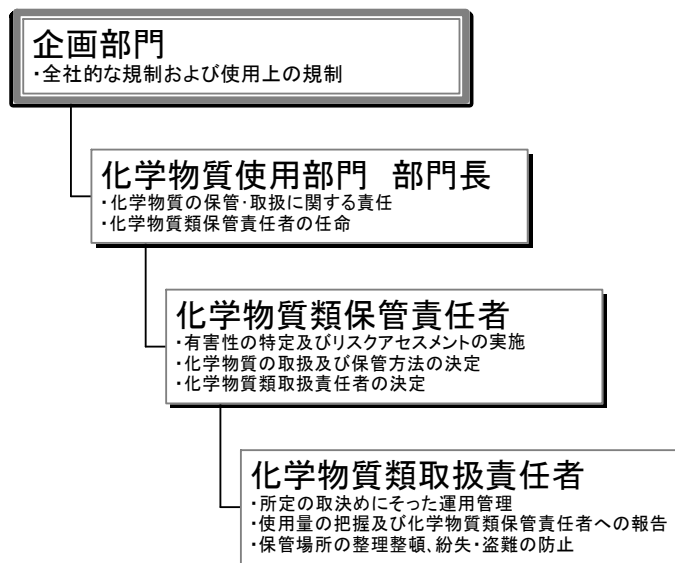 企画部門
・全社的な規制および使用上の規制
化学物質使用部門　部門長
・化学物質の保管・取扱に関する責任
・化学物質類保管責任者の任命
化学物質類保管責任者
・有害性の特定及びリスクアセスメントの実施
・化学物質の取扱及び保管方法の決定
・化学物質類取扱責任者の決定
化学物質類取扱責任者
・所定の取決めにそった運用管理
・使用量の把握及び化学物質類保管責任者への報告
・保管場所の整理整頓、紛失・盗難の防止